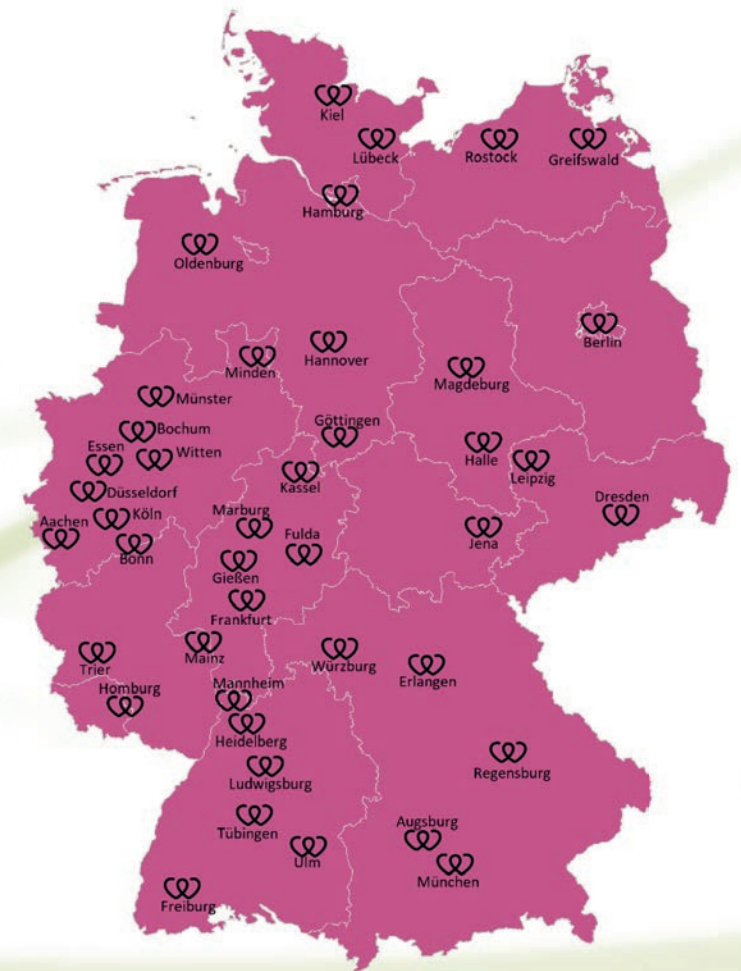 Kiel
Lübeck
Rostock
Greifswald
Hamburg
Oldenburg
Berlin
Minden
Hannover
Magdeburg
Münster
Bochum
Göttingen
Essen
Witten
Halle
Leipzig
Kassel
Düsseldorf
Dresden
Aachen
Köln
Marburg
Fulda
Jena
Bonn
Gießen
Frankfurt
Trier
Mainz
Würzburg
Erlangen
Homburg
Mannheim
Heidelberg
Regensburg
Ludwigsburg
Tübingen
Augsburg
Ulm
München
Freiburg